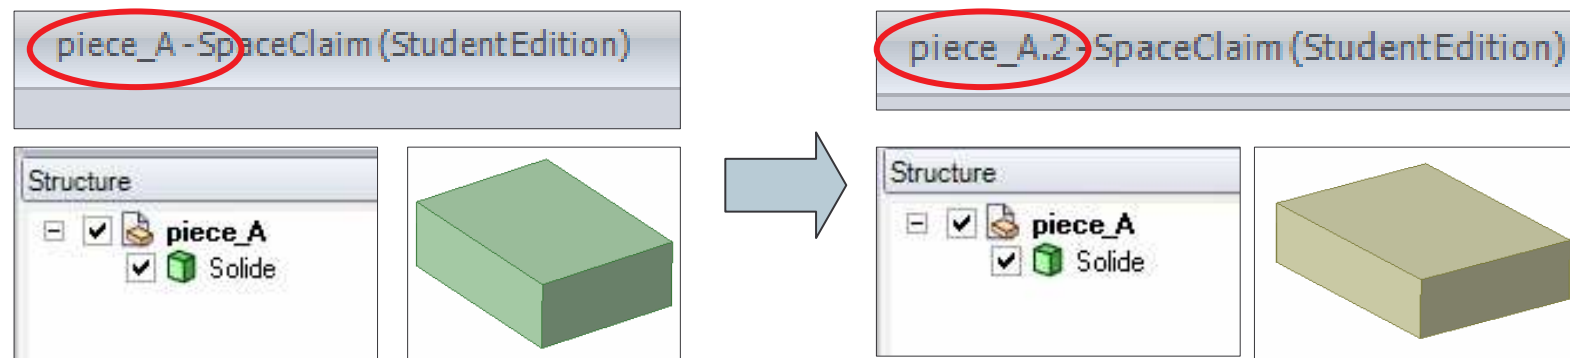 piece_A - SpaceClaim (Student Edition)
Structure
piece_A
Solide
piece_A.2 - SpaceClaim (Student Edition)
Structure
piece_A
Solide